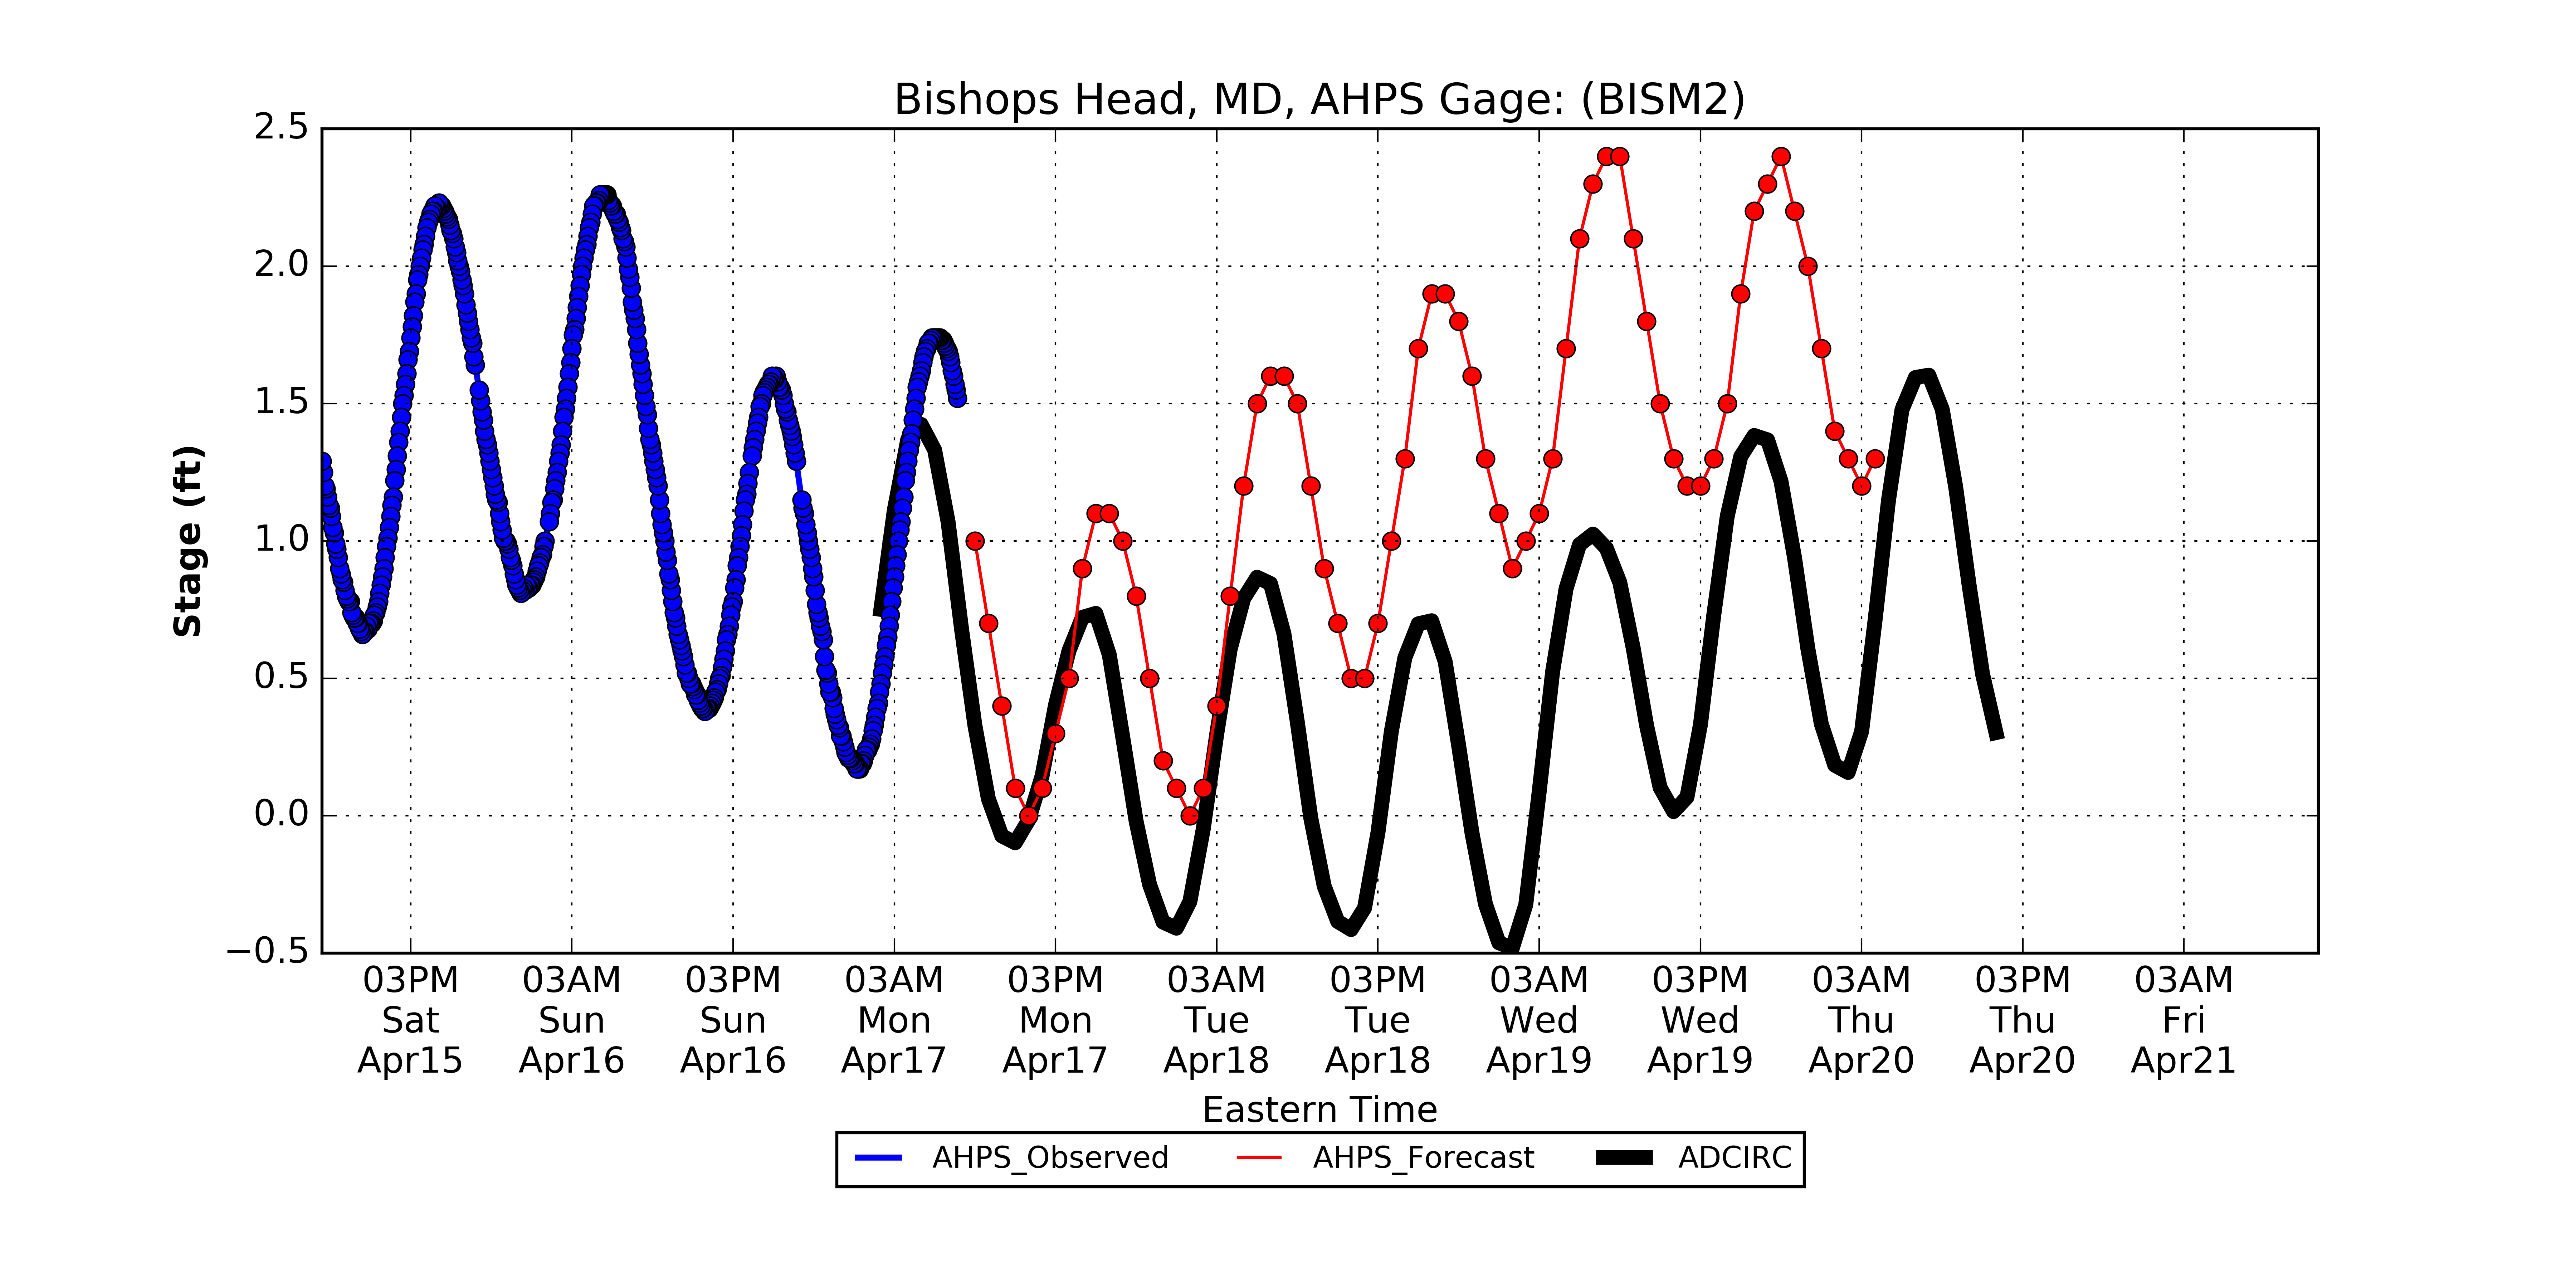 Bishops Head, MD, AHPS Gage: (BISM2)
2.5
2.0
1.5
1.0
0.5
0.0
−0.5
Stage (ft)
03PM 03AM 03PM 03AM 03PM 03AM 03PM 03AM 03PM 03AM 03PM 03AM
Sat Sun Sun Mon Mon Tue Tue Wed Wed Thu Thu Fri
Apr15 Apr16 Apr16 Apr17 Apr17 Apr18 Apr18 Apr19 Apr19 Apr20 Apr20 Apr21
Eastern Time
AHPS_Observed AHPS_Forecast ADCIRC